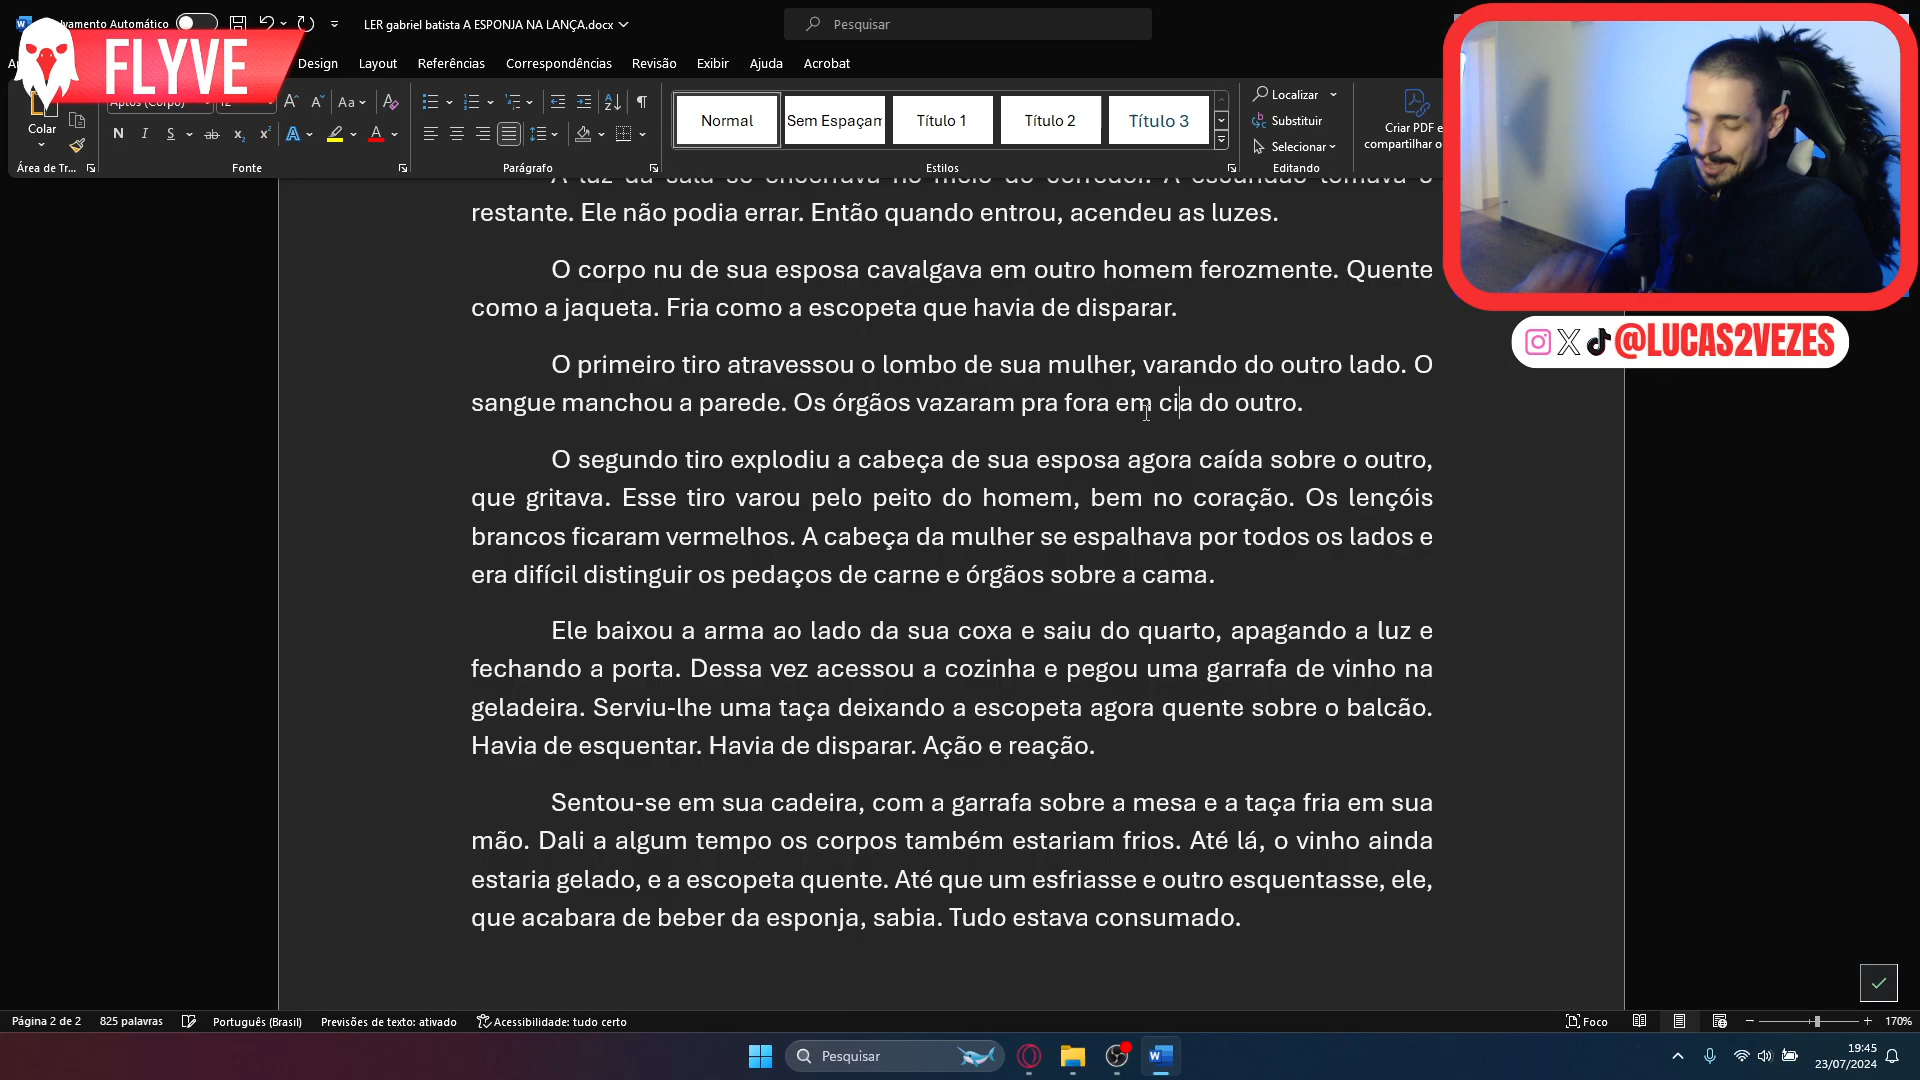 LER gabriel batista A ESPONJA NA LANÇA.docx
Pesquisar
FLYVE
Design Layout Referências Correspondências Revisão Exibir Ajuda Acrobat
Colar
Área de Tr...
Fonte
Parágrafo
Normal
Sem Espaçam
Título 1
Título 2
Título 3
Estilos
Localizar
Substituir
Selecionar
Editando
Criar PDF e
compartilhar o
@LUCAS2VEZES
restante. Ele não podia errar. Então quando entrou, acendeu as luzes.
O corpo nu de sua esposa cavalgava em outro homem ferozmente. Quente
como a jaqueta. Fria como a escopeta que havia de disparar.
O primeiro tiro atravessou o lombo de sua mulher, varando do outro lado. O
sangue manchou a parede. Os órgãos vazaram pra fora em cia do outro.
O segundo tiro explodiu a cabeça de sua esposa agora caída sobre o outro,
que gritava. Esse tiro varou pelo peito do homem, bem no coração. Os lençóis
brancos ficaram vermelhos. A cabeça da mulher se espalhava por todos os lados e
era difícil distinguir os pedaços de carne e órgãos sobre a cama.
Ele baixou a arma ao lado da sua coxa e saiu do quarto, apagando a luz e
fechando a porta. Dessa vez acessou a cozinha e pegou uma garrafa de vinho na
geladeira. Serviu-lhe uma taça deixando a escopeta agora quente sobre o balcão.
Havia de esquentar. Havia de disparar. Ação e reação.
Sentou-se em sua cadeira, com a garrafa sobre a mesa e a taça fria em sua
mão. Dali a algum tempo os corpos também estariam frios. Até lá, o vinho ainda
estaria gelado, e a escopeta quente. Até que um esfriasse e outro esquentasse, ele,
que acabara de beber da esponja, sabia. Tudo estava consumado.
Página 2 de 2 825 palavras Português (Brasil) Previsões de texto: ativado Acessibilidade: tudo certo Foco 170%
Pesquisar
19:45
23/07/2024